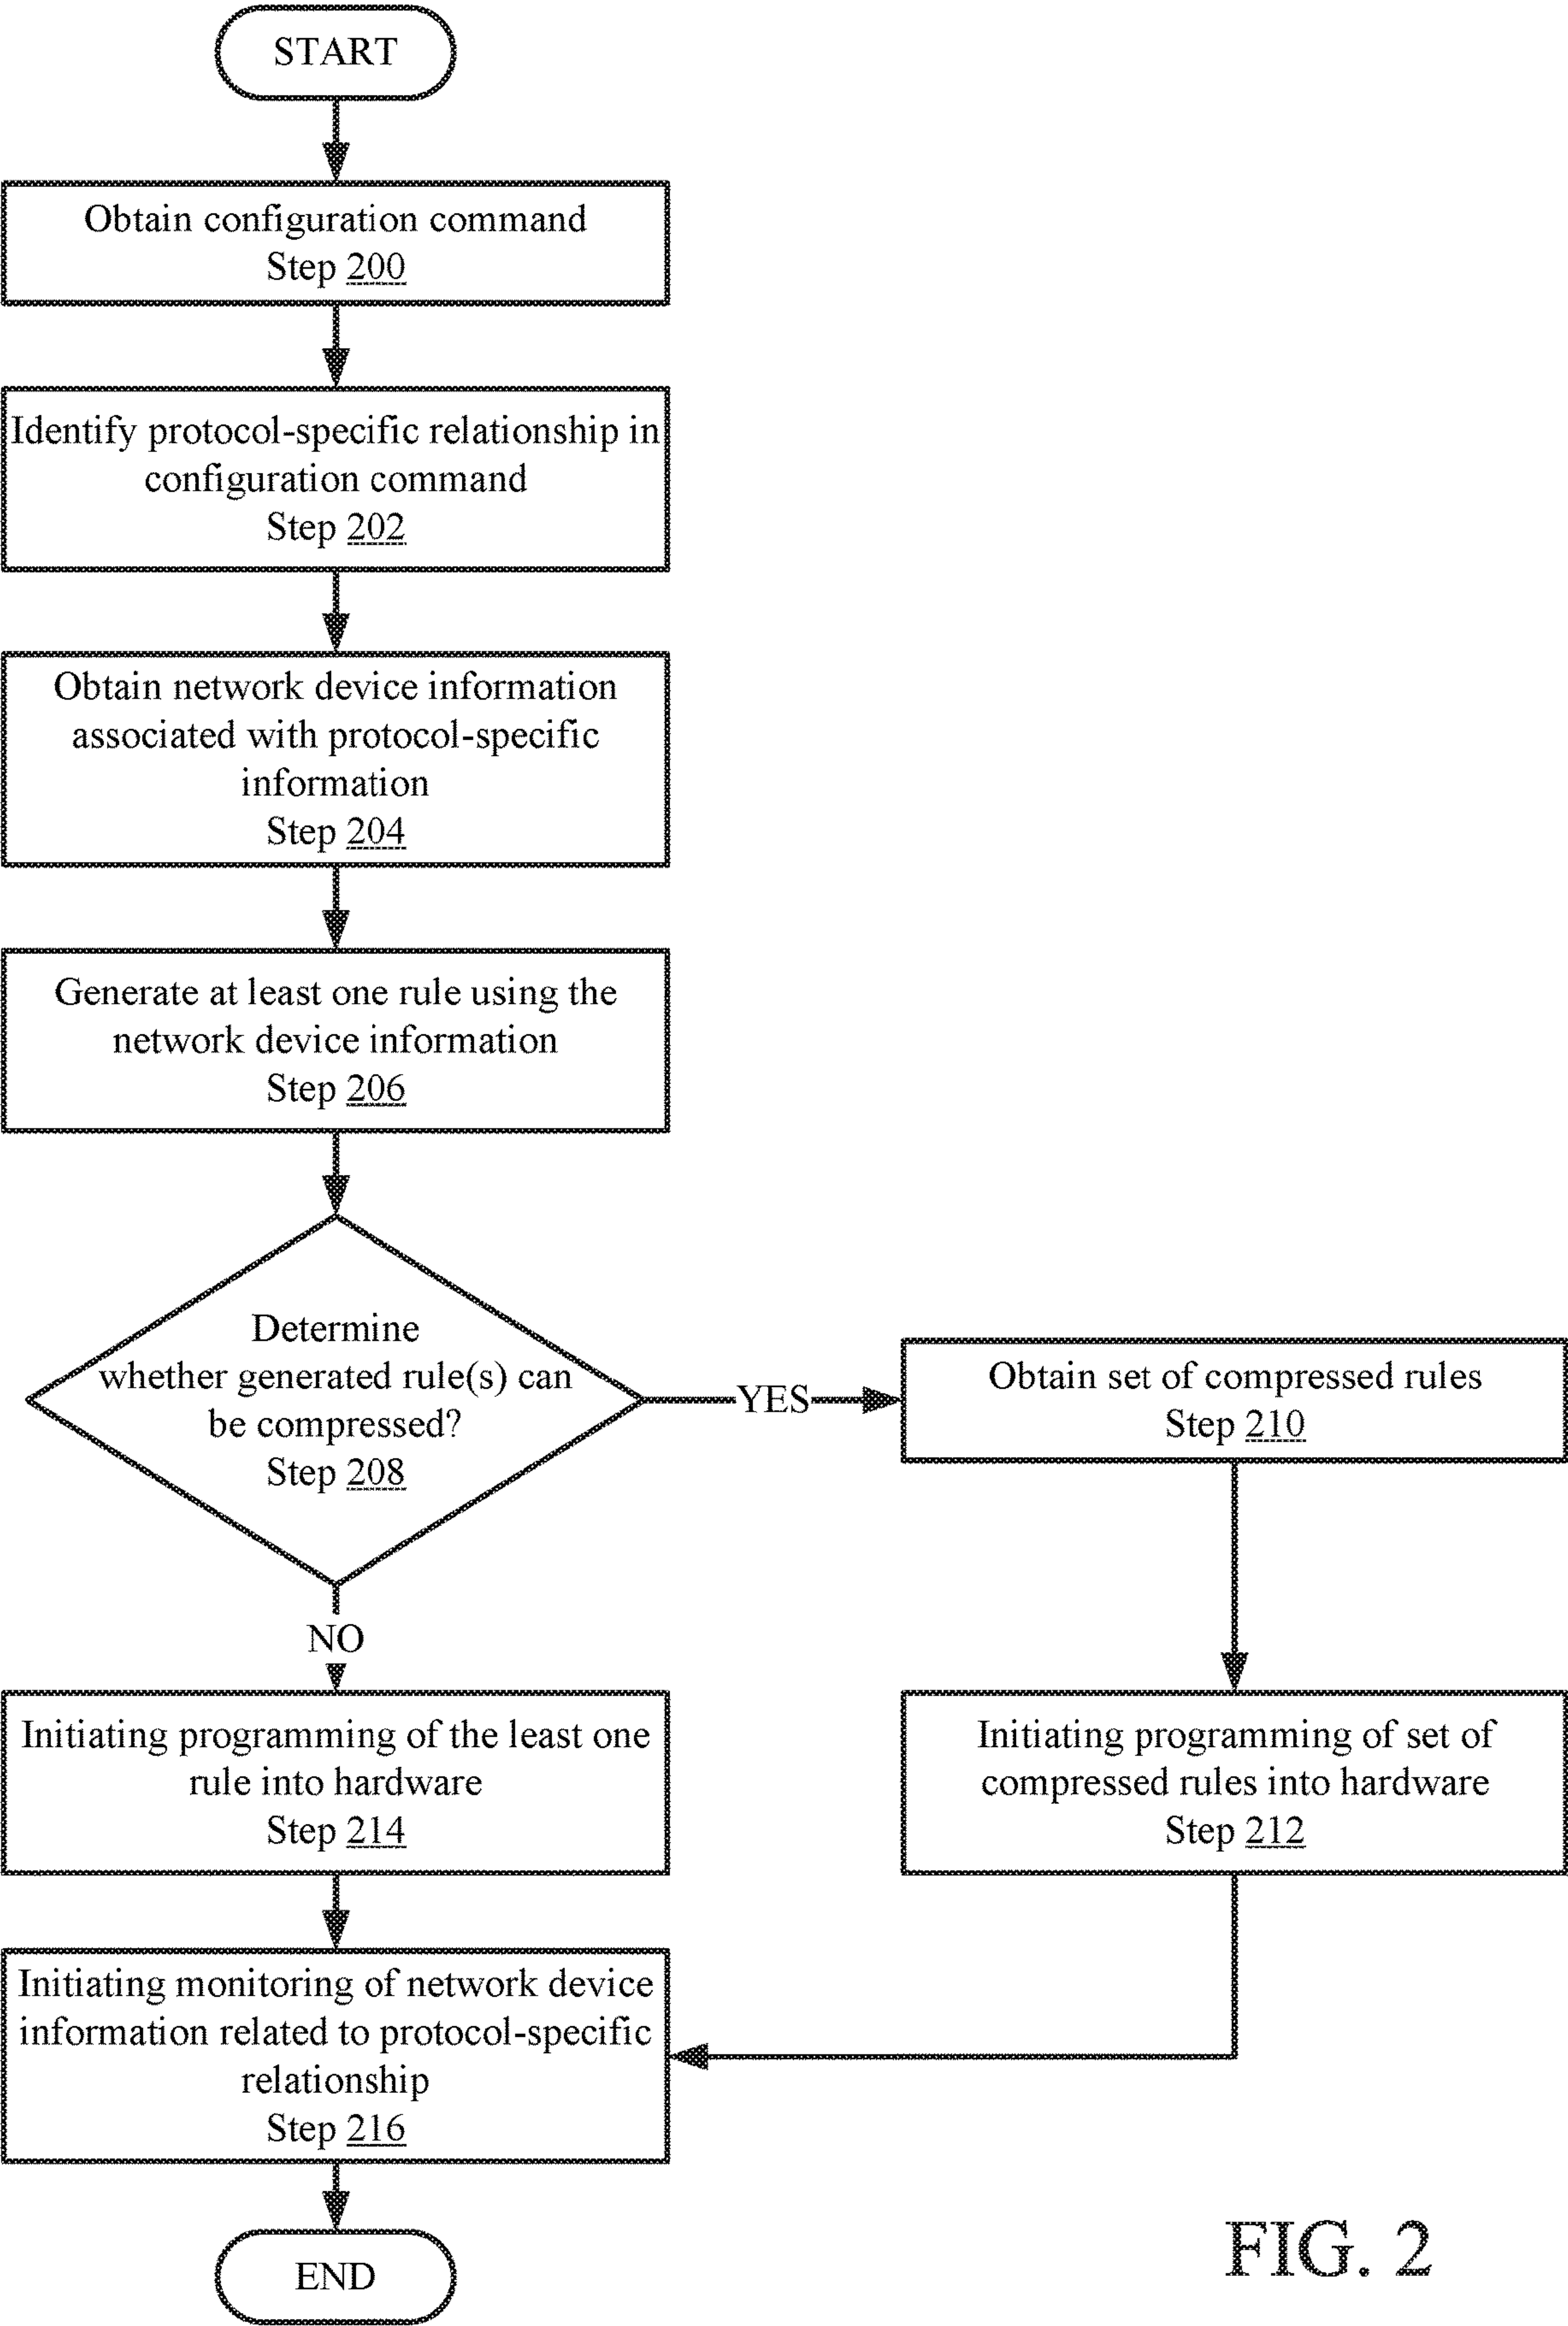 START
Obtain configuration command
Step 200
Identify protocol-specific relationship in
configuration command
Step 202
Obtain network device information
associated with protocol-specific
information
Step 204
Generate at least one rule using the
network device information
Step 206
Determine
whether generated rule(s) can
be compressed?
Step 208
YES
Obtain set of compressed rules
Step 210
NO
Initiating programming of the least one
rule into hardware
Step 214
Initiating programming of set of
compressed rules into hardware
Step 212
Initiating monitoring of network device
information related to protocol-specific
relationship
Step 216
END
FIG. 2